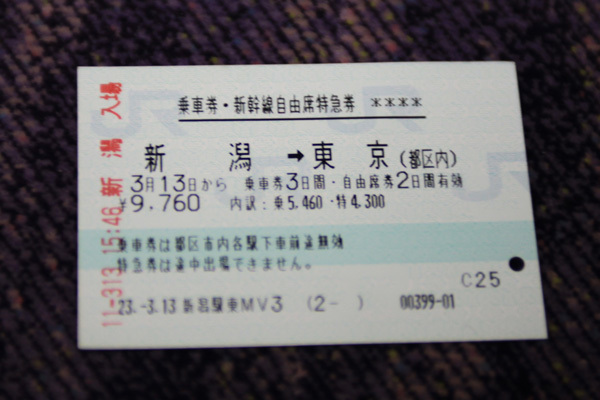 乗車券・新幹線自由席特急券 ****
新潟 → 東京(都区内)
3月13日から 乗車券3日間・自由席券2日間有効
¥9,760 内訳:乗5,460・特4,300
乗車券は都区市内各駅下車前途無効
特急券は途中出場できません。
C25
23.-3.13 新潟駅東MV3 (2- ) 00399-01
11-313 15:46 新潟 入場